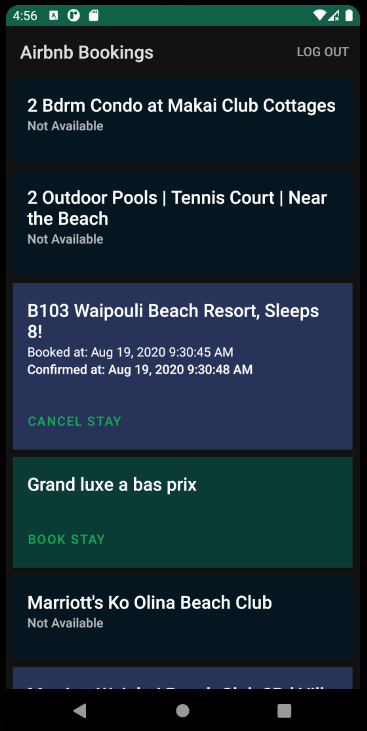 4:56
Airbnb Bookings
LOG OUT
2 Bdrm Condo at Makai Club Cottages
Not Available
2 Outdoor Pools | Tennis Court | Near
the Beach
Not Available
B103 Waipouli Beach Resort, Sleeps
8!
Booked at: Aug 19, 2020 9:30:45 AM
Confirmed at: Aug 19, 2020 9:30:48 AM
CANCEL STAY
Grand luxe a bas prix
BOOK STAY
Marriott's Ko Olina Beach Club
Not Available